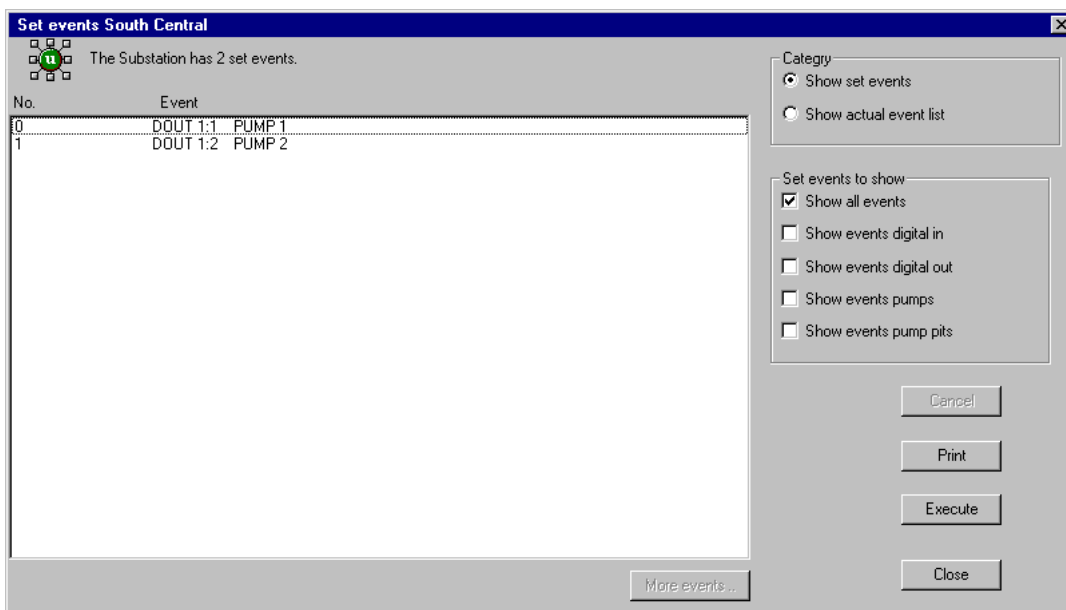 Set events South Central
u
The Substation has 2 set events.
No. Event
0 DOUT 1:1 PUMP 1
1 DOUT 1:2 PUMP 2
More events ..
Categry
Show set events
Show actual event list
Set events to show
Show all events
Show events digital in
Show events digital out
Show events pumps
Show events pump pits
Cancel
Print
Execute
Close